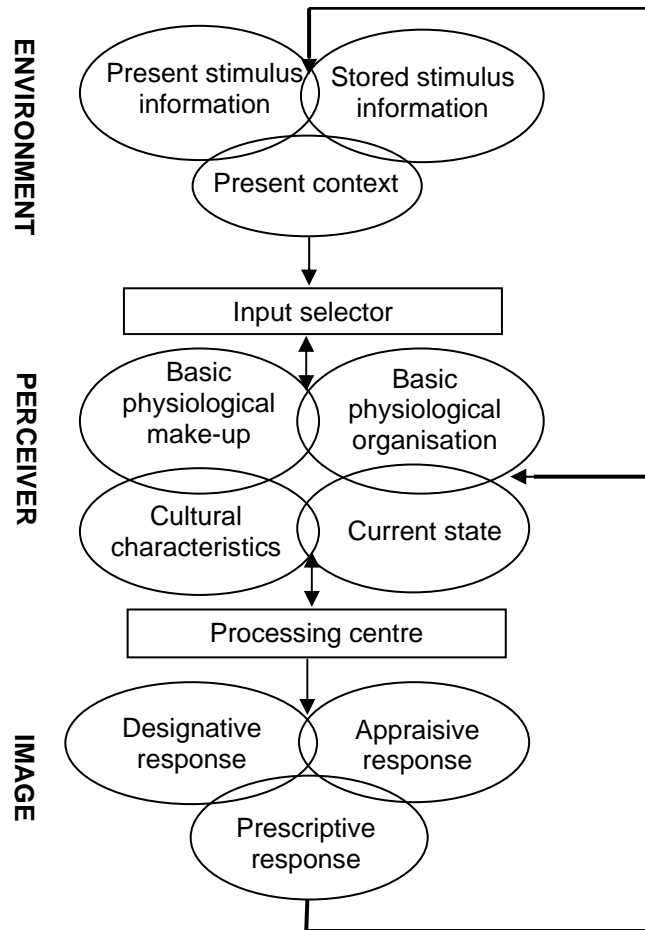 ENVIRONMENT
Present stimulus
information
Stored stimulus
information
Present context
Input selector
PERCEIVER
Basic
physiological
make-up
Basic
physiological
organisation
Cultural
characteristics
Current state
Processing centre
IMAGE
Designative
response
Appraisive
response
Prescriptive
response